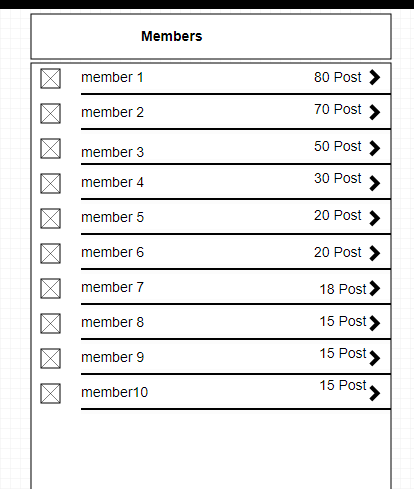 Members
member 1 80 Post
member 2 70 Post
member 3 50 Post
member 4 30 Post
member 5 20 Post
member 6 20 Post
member 7 18 Post
member 8 15 Post
member 9 15 Post
member10 15 Post